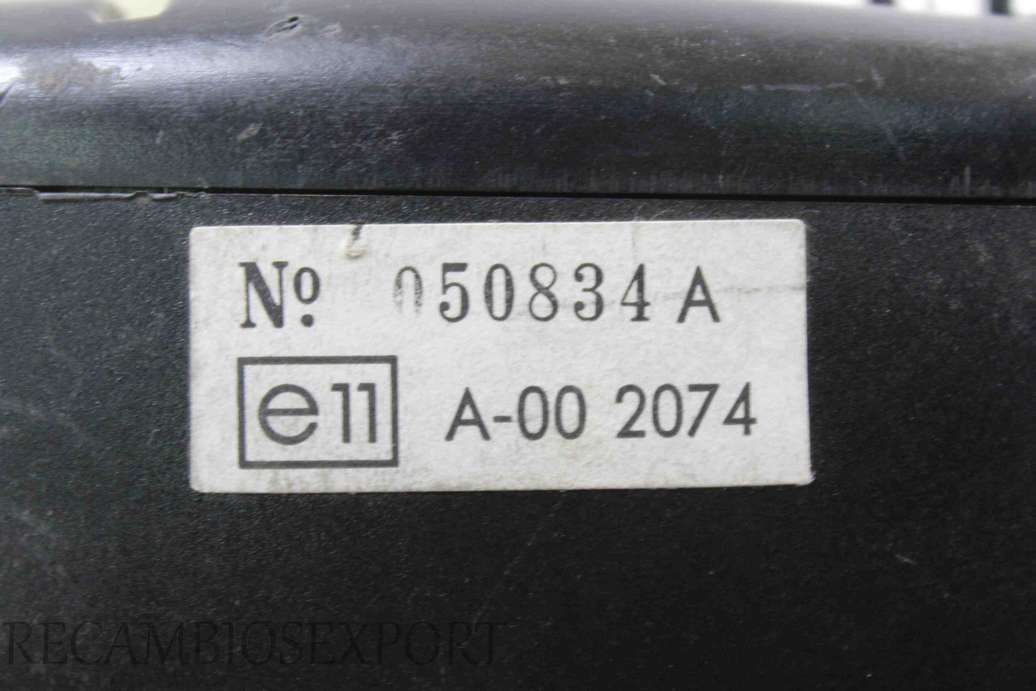 Nº 050834 A
e11 A-00 2074
RECAMBIOSEXPORT